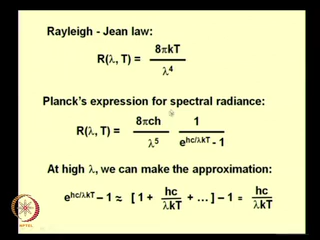 Rayleigh - Jean law:
R(λ, T) = 8πkT / λ⁴
Planck's expression for spectral radiance:
R(λ, T) = 8πch / λ⁵ 1 / e^hc/λkT - 1
At high λ, we can make the approximation:
e^hc/λkT – 1 ≈ [ 1 + hc / λkT + … ] – 1 = hc / λkT